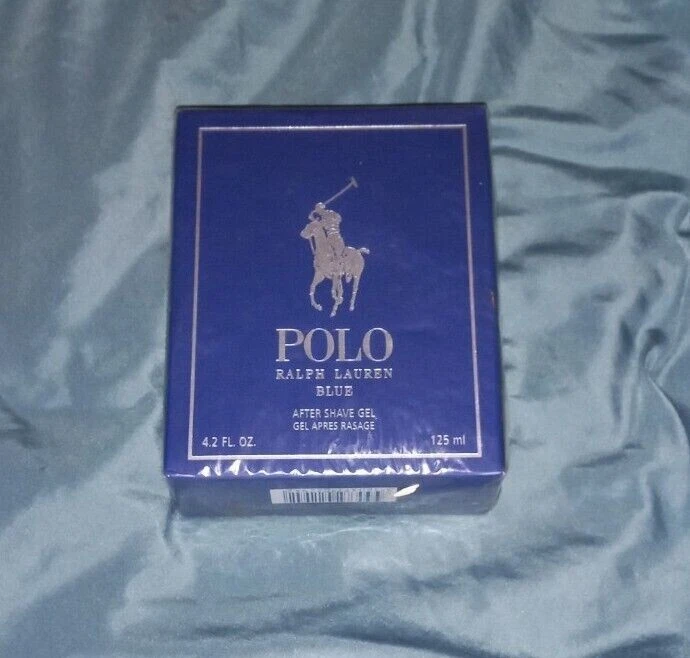 POLO
RALPH LAUREN
BLUE
AFTER SHAVE GEL
GEL APRES RASAGE
4.2 FL. OZ. 125 ml